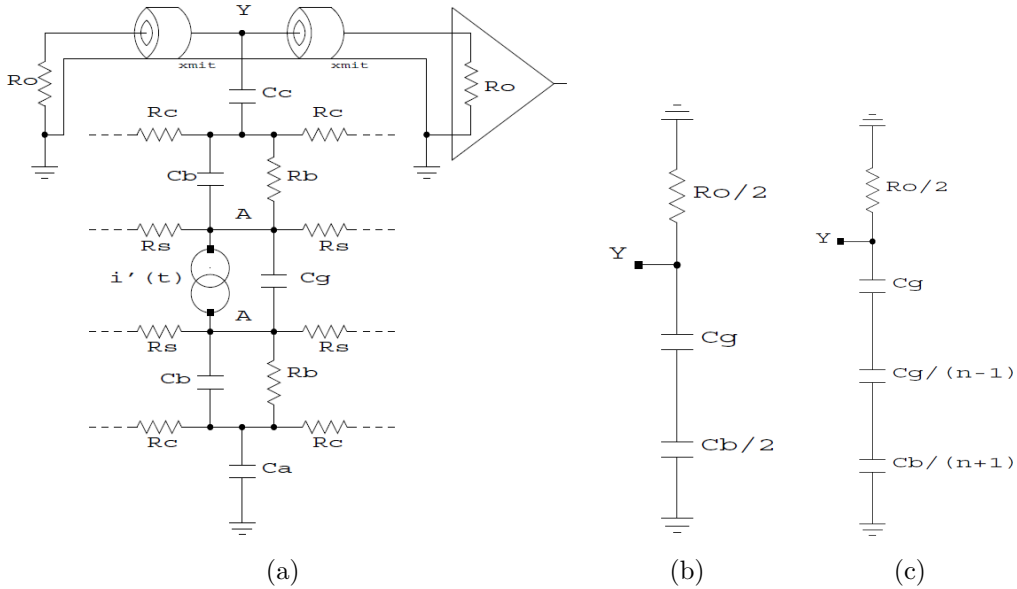 Y
xmit xmit
Ro Ro
Cc
Rc Rc
Cb Rb
A
Rs Rs
i'(t) Cg
A
Rs Rs
Cb Rb
Rc Rc
Ca
(a)
Ro/2
Y
Cg
Cb/2
(b)
Ro/2
Y
Cg
Cg/(n-1)
Cb/(n+1)
(c)